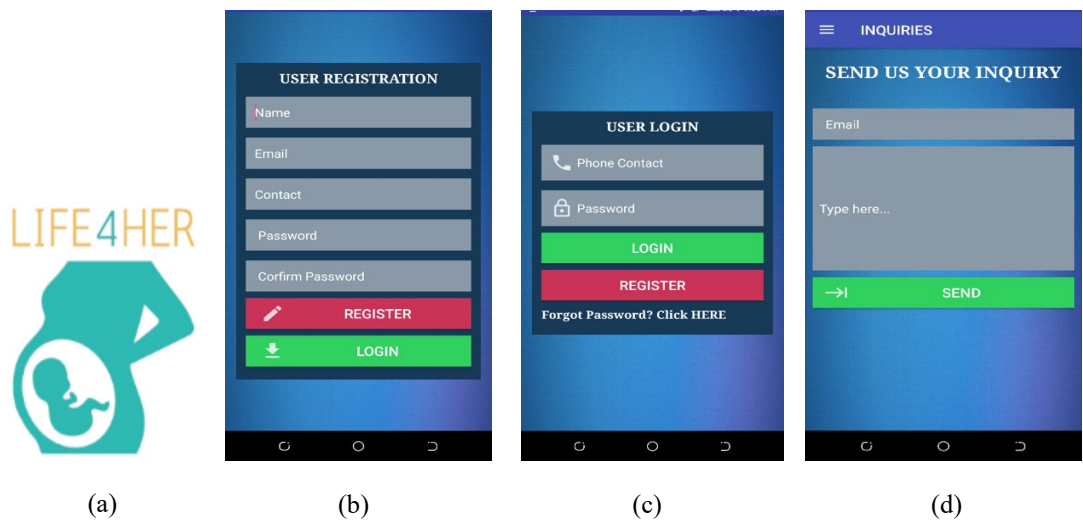 LIFE4HER
(a)
USER REGISTRATION
Name
Email
Contact
Password
Corfirm Password
REGISTER
LOGIN
(b)
USER LOGIN
Phone Contact
Password
LOGIN
REGISTER
Forgot Password? Click HERE
(c)
INQUIRIES
SEND US YOUR INQUIRY
Email
Type here...
SEND
(d)